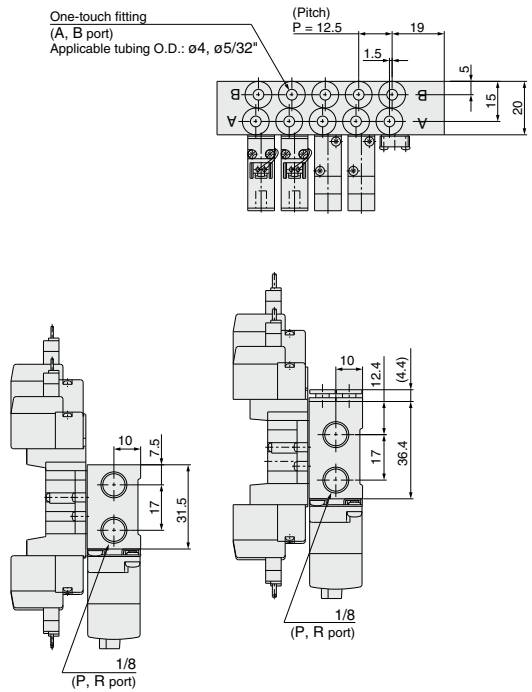 One-touch fitting
(A, B port)
Applicable tubing O.D.: ø4, ø5/32"
(Pitch)
P = 12.5
19
1.5
5
15
20
B
B
A
A
10
7.5
17
31.5
1/8
(P, R port)
10
12.4
(4.4)
17
36.4
1/8
(P, R port)